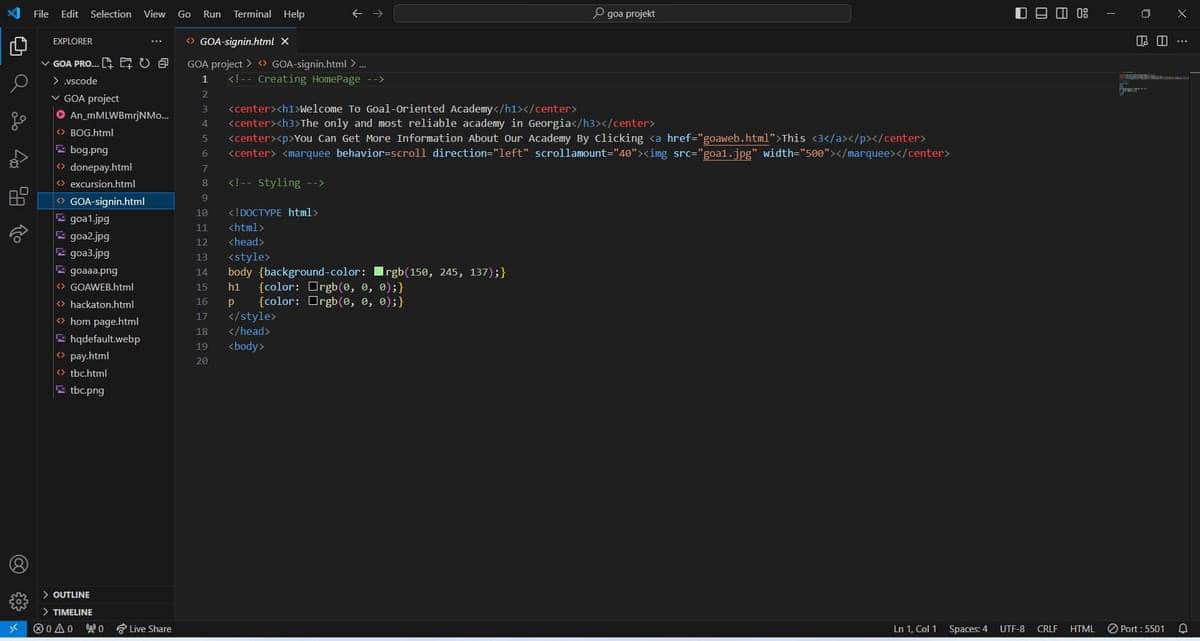 File Edit Selection View Go Run Terminal Help
goa projekt
EXPLORER
GOA PRO...
.vscode
GOA project
An_mMLWBmrjNMo...
BOG.html
bog.png
donepay.html
excursion.html
GOA-signin.html
goa1.jpg
goa2.jpg
goa3.jpg
goaaa.png
GOAWEB.html
hackaton.html
hom page.html
hqdefault.webp
pay.html
tbc.html
tbc.png
OUTLINE
TIMELINE
GOA-signin.html
GOA project > GOA-signin.html > ...
1 <!-- Creating HomePage -->
2
3 <center><h1>Welcome To Goal-Oriented Academy</h1></center>
4 <center><h3>The only and most reliable academy in Georgia</h3></center>
5 <center><p>You Can Get More Information About Our Academy By Clicking <a href="goaweb.html">This <3</a></p></center>
6 <center> <marquee behavior=scroll direction="left" scrollamount="40"><img src="goa1.jpg" width="500"></marquee></center>
7
8 <!-- Styling -->
9
10 <!DOCTYPE html>
11 <html>
12 <head>
13 <style>
14 body {background-color: rgb(150, 245, 137);}
15 h1 {color: rgb(0, 0, 0);}
16 p {color: rgb(0, 0, 0);}
17 </style>
18 </head>
19 <body>
20
0 0 0 Live Share
Ln 1, Col 1 Spaces: 4 UTF-8 CRLF HTML Port : 5501